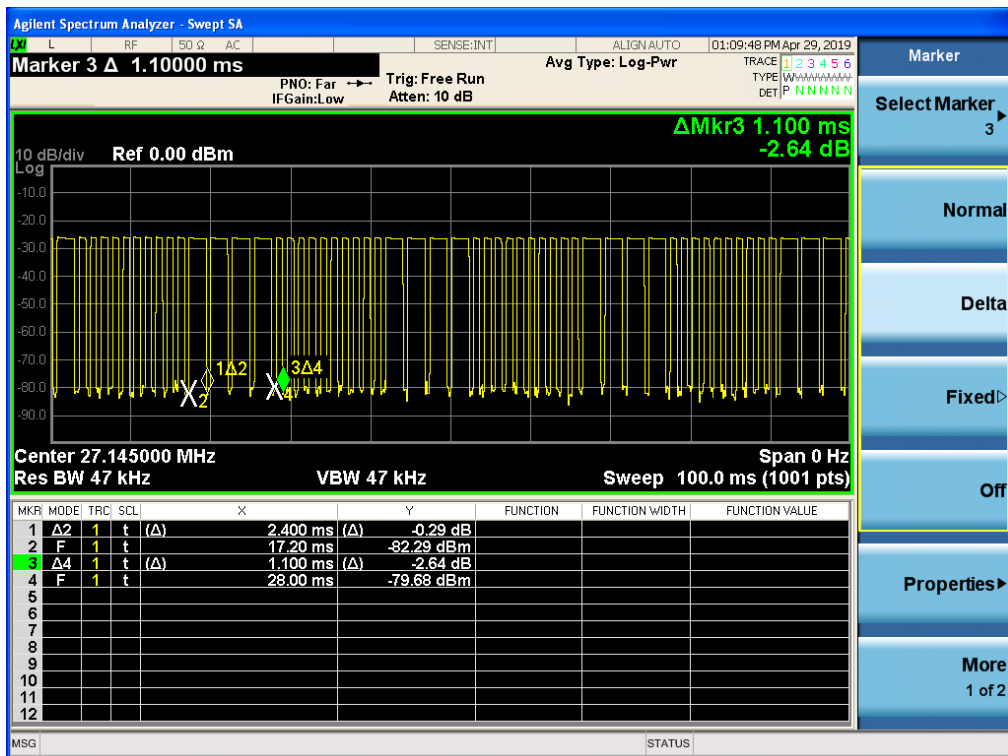 Agilent Spectrum Analyzer - Swept SA
LXI L RF 50 Ω AC SENSE:INT ALIGNAUTO 01:09:48 PM Apr 29, 2019
Marker 3 Δ 1.10000 ms
PNO: Far
IFGain:Low
Trig: Free Run
Atten: 10 dB
Avg Type: Log-Pwr
TRACE 1 2 3 4 5 6
TYPE WWWWWW
DET P N N N N N
ΔMkr3 1.100 ms
-2.64 dB
10 dB/div Ref 0.00 dBm
Log
-10.0
-20.0
-30.0
-40.0
-50.0
-60.0
-70.0
-80.0
-90.0
1Δ2
3Δ4
X2
X4
Center 27.145000 MHz Span 0 Hz
Res BW 47 kHz VBW 47 kHz Sweep 100.0 ms (1001 pts)
MKR MODE TRC SCL X Y FUNCTION FUNCTION WIDTH FUNCTION VALUE
1 Δ2 1 t (Δ) 2.400 ms (Δ) -0.29 dB
2 F 1 t 17.20 ms -82.29 dBm
3 Δ4 1 t (Δ) 1.100 ms (Δ) -2.64 dB
4 F 1 t 28.00 ms -79.68 dBm
5
6
7
8
9
10
11
12
MSG STATUS
Marker
Select Marker
3
Normal
Delta
Fixed
Off
Properties
More
1 of 2